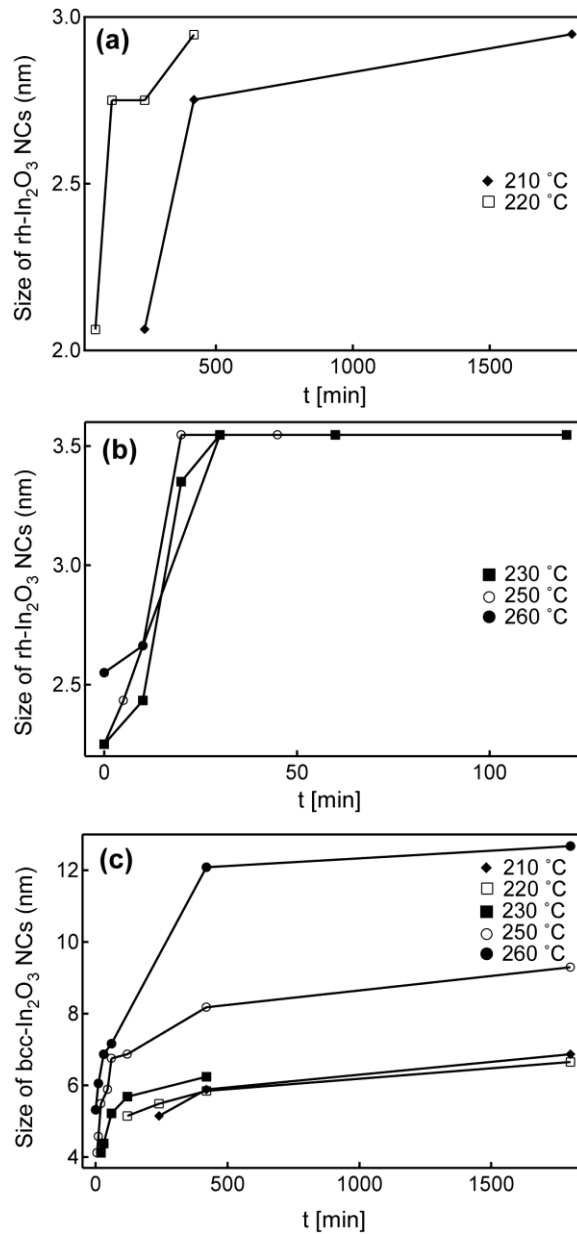 (a)
Size of rh-In₂O₃ NCs (nm)
3.0
2.5
2.0
210 °C
220 °C
500
1000
1500
t [min]
(b)
Size of rh-In₂O₃ NCs (nm)
3.5
3.0
2.5
230 °C
250 °C
260 °C
0
50
100
t [min]
(c)
Size of bcc-In₂O₃ NCs (nm)
12
10
8
6
4
210 °C
220 °C
230 °C
250 °C
260 °C
0
500
1000
1500
t [min]